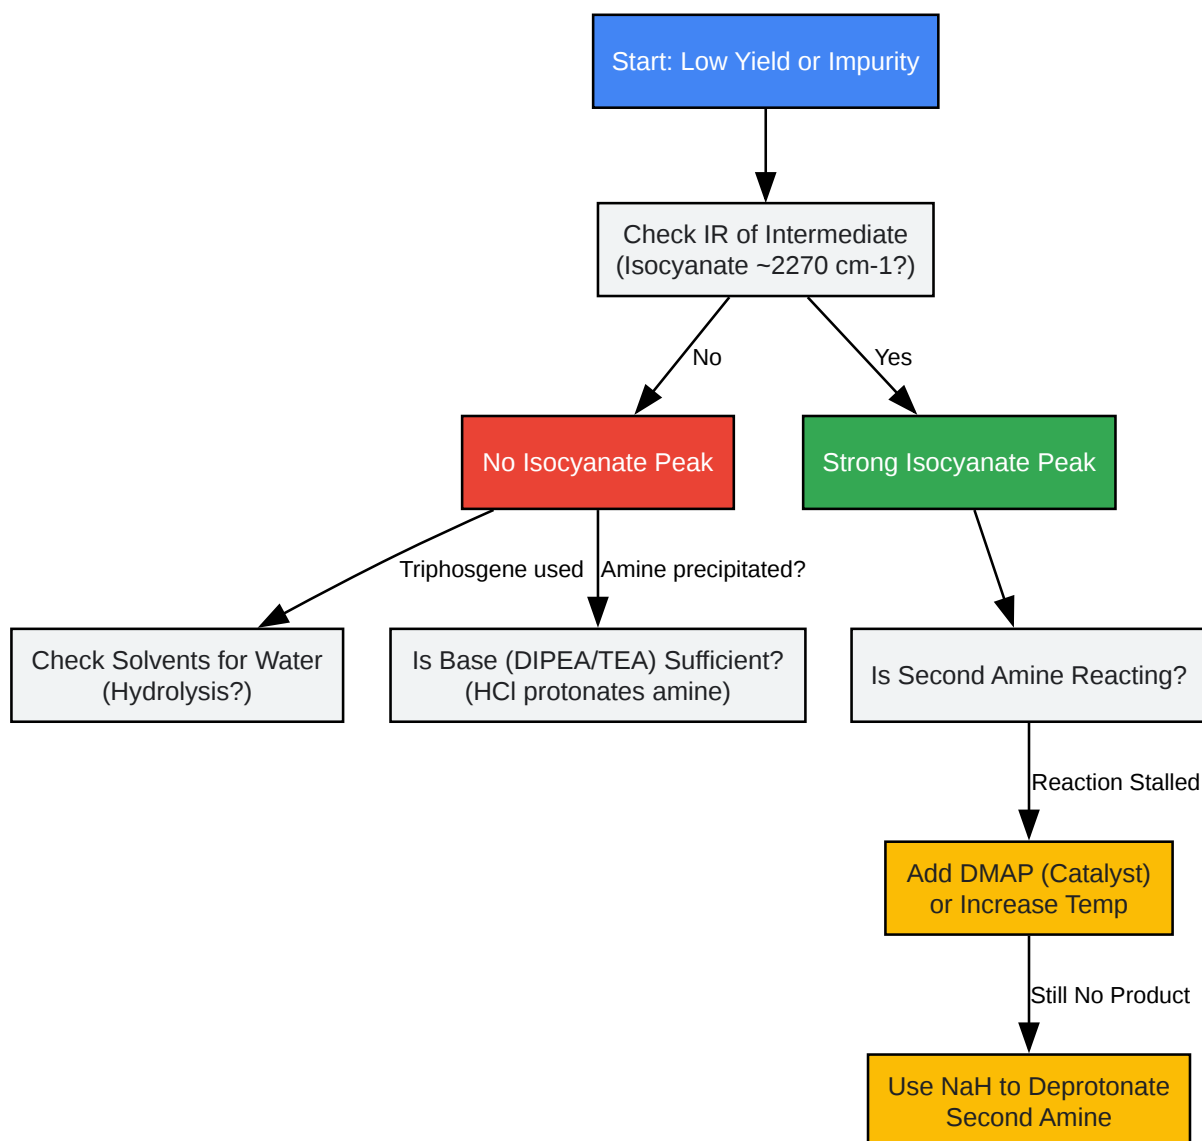 Start: Low Yield or Impurity
Check IR of Intermediate
(Isocyanate ~2270 cm-1?)
No
Yes
No Isocyanate Peak
Strong Isocyanate Peak
Triphosgene used
Amine precipitated?
Check Solvents for Water
(Hydrolysis?)
Is Base (DIPEA/TEA) Sufficient?
(HCl protonates amine)
Is Second Amine Reacting?
Reaction Stalled
Add DMAP (Catalyst)
or Increase Temp
Still No Product
Use NaH to Deprotonate
Second Amine